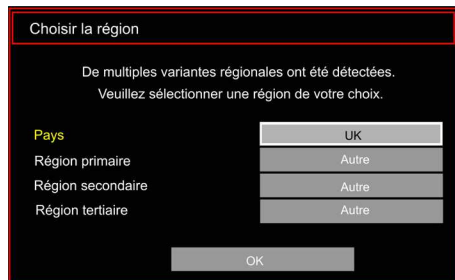 Choisir la région
De multiples variantes régionales ont été détectées.
Veuillez sélectionner une région de votre choix.
Pays UK
Région primaire Autre
Région secondaire Autre
Région tertiaire Autre
OK